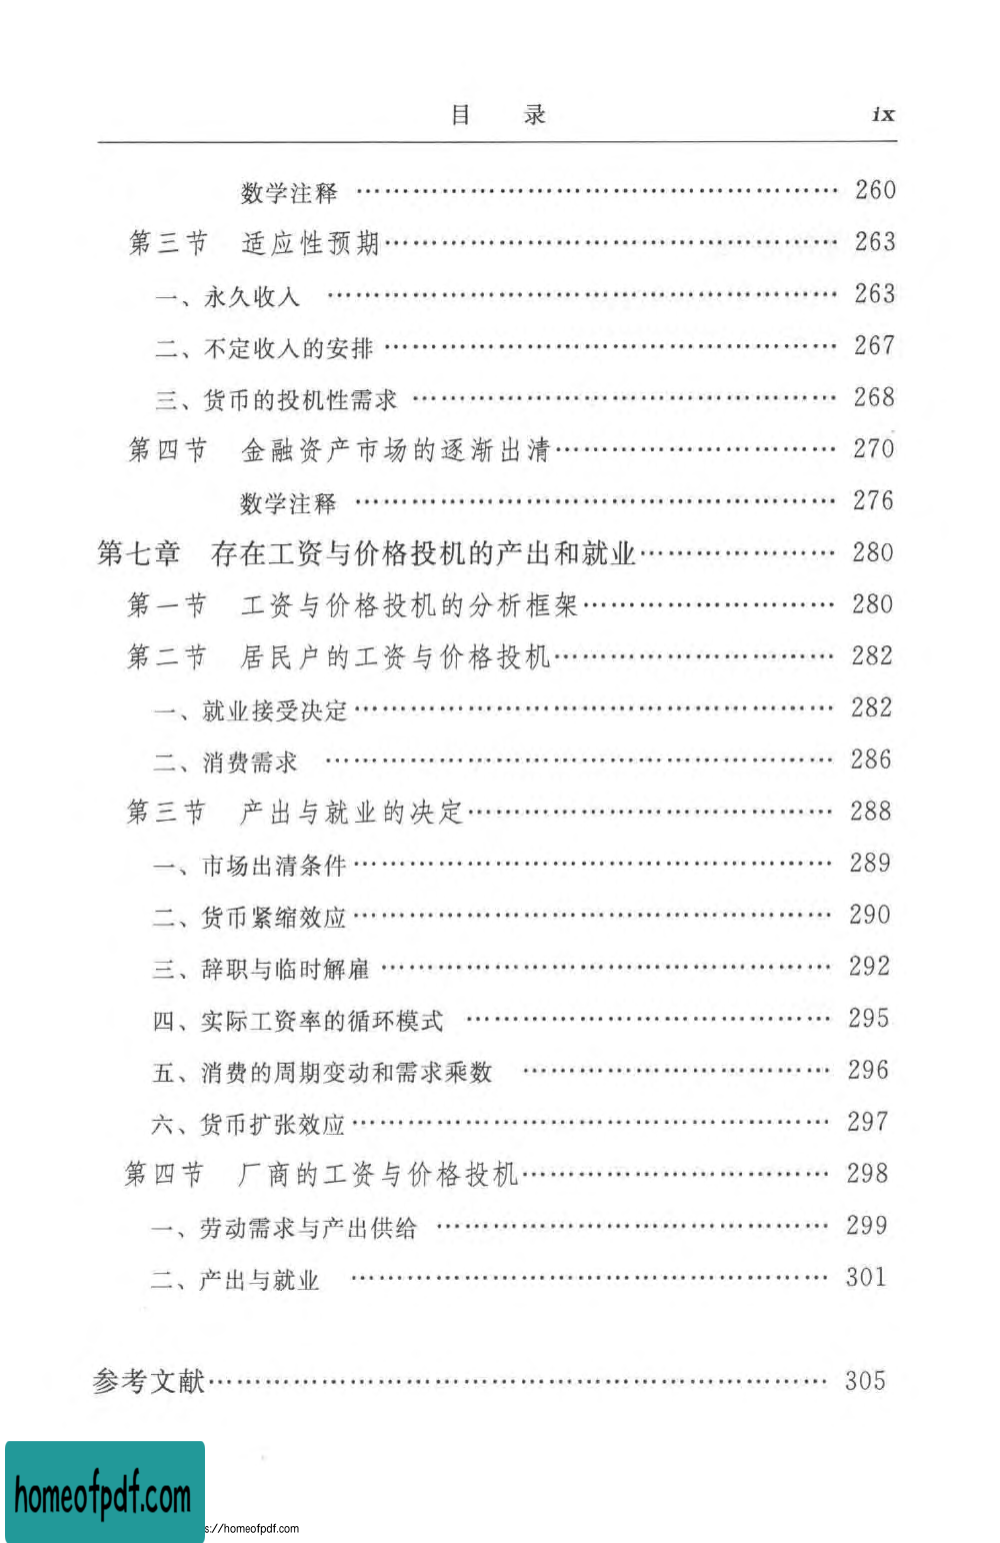 目 录 ix
数学注释 …………………………………………… 260
第三节 适应性预期………………………………………… 263
一、永久收入 ……………………………………………… 263
二、不定收入的安排 ………………………………………… 267
三、货币的投机性需求 ……………………………………… 268
第四节 金融资产市场的逐渐出清………………………… 270
数学注释 …………………………………………… 276
第七章 存在工资与价格投机的产出和就业………………… 280
第一节 工资与价格投机的分析框架……………………… 280
第二节 居民户的工资与价格投机………………………… 282
一、就业接受决定…………………………………………… 282
二、消费需求 ……………………………………………… 286
第三节 产出与就业的决定………………………………… 288
一、市场出清条件…………………………………………… 289
二、货币紧缩效应…………………………………………… 290
三、辞职与临时解雇 ………………………………………… 292
四、实际工资率的循环模式 ………………………………… 295
五、消费的周期变动和需求乘数 …………………………… 296
六、货币扩张效应…………………………………………… 297
第四节 厂商的工资与价格投机…………………………… 298
一、劳动需求与产出供给 …………………………………… 299
二、产出与就业 ……………………………………………… 301
参考文献………………………………………………………… 305
homeofpdf.com
s://homeofpdf.com